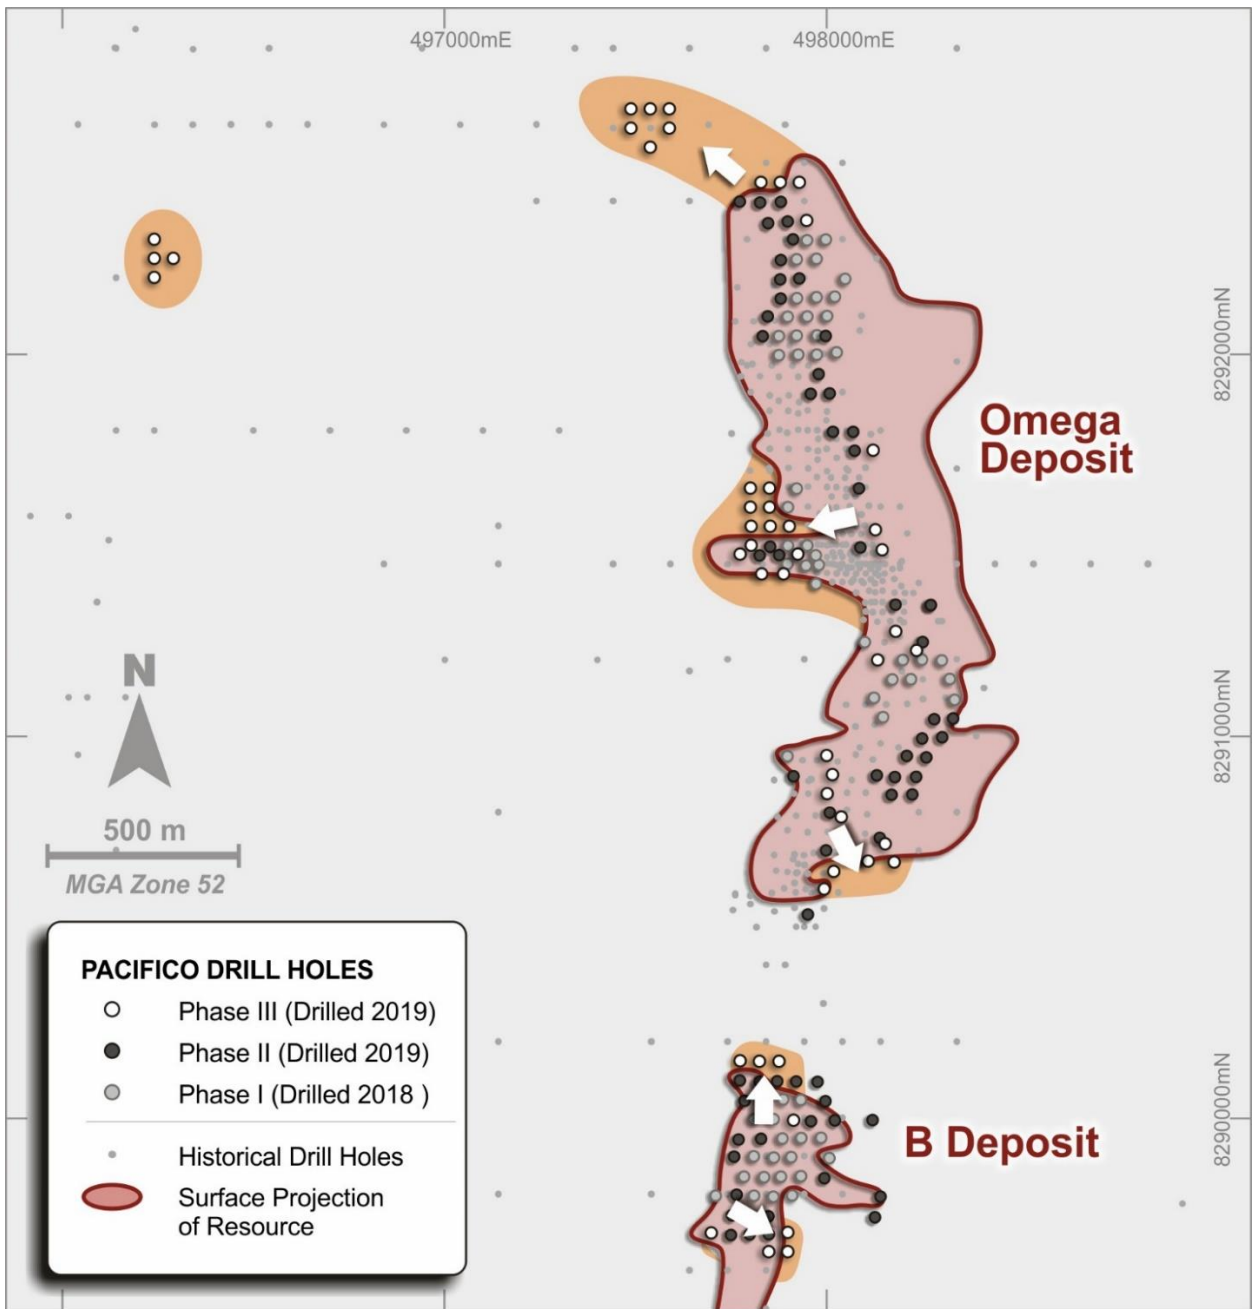 497000mE
498000mE
8292000mN
Omega
Deposit
N
8291000mN
500 m
MGA Zone 52
PACIFICO DRILL HOLES
Phase III (Drilled 2019)
Phase II (Drilled 2019)
Phase I (Drilled 2018 )
Historical Drill Holes
Surface Projection
of Resource
8290000mN
B Deposit